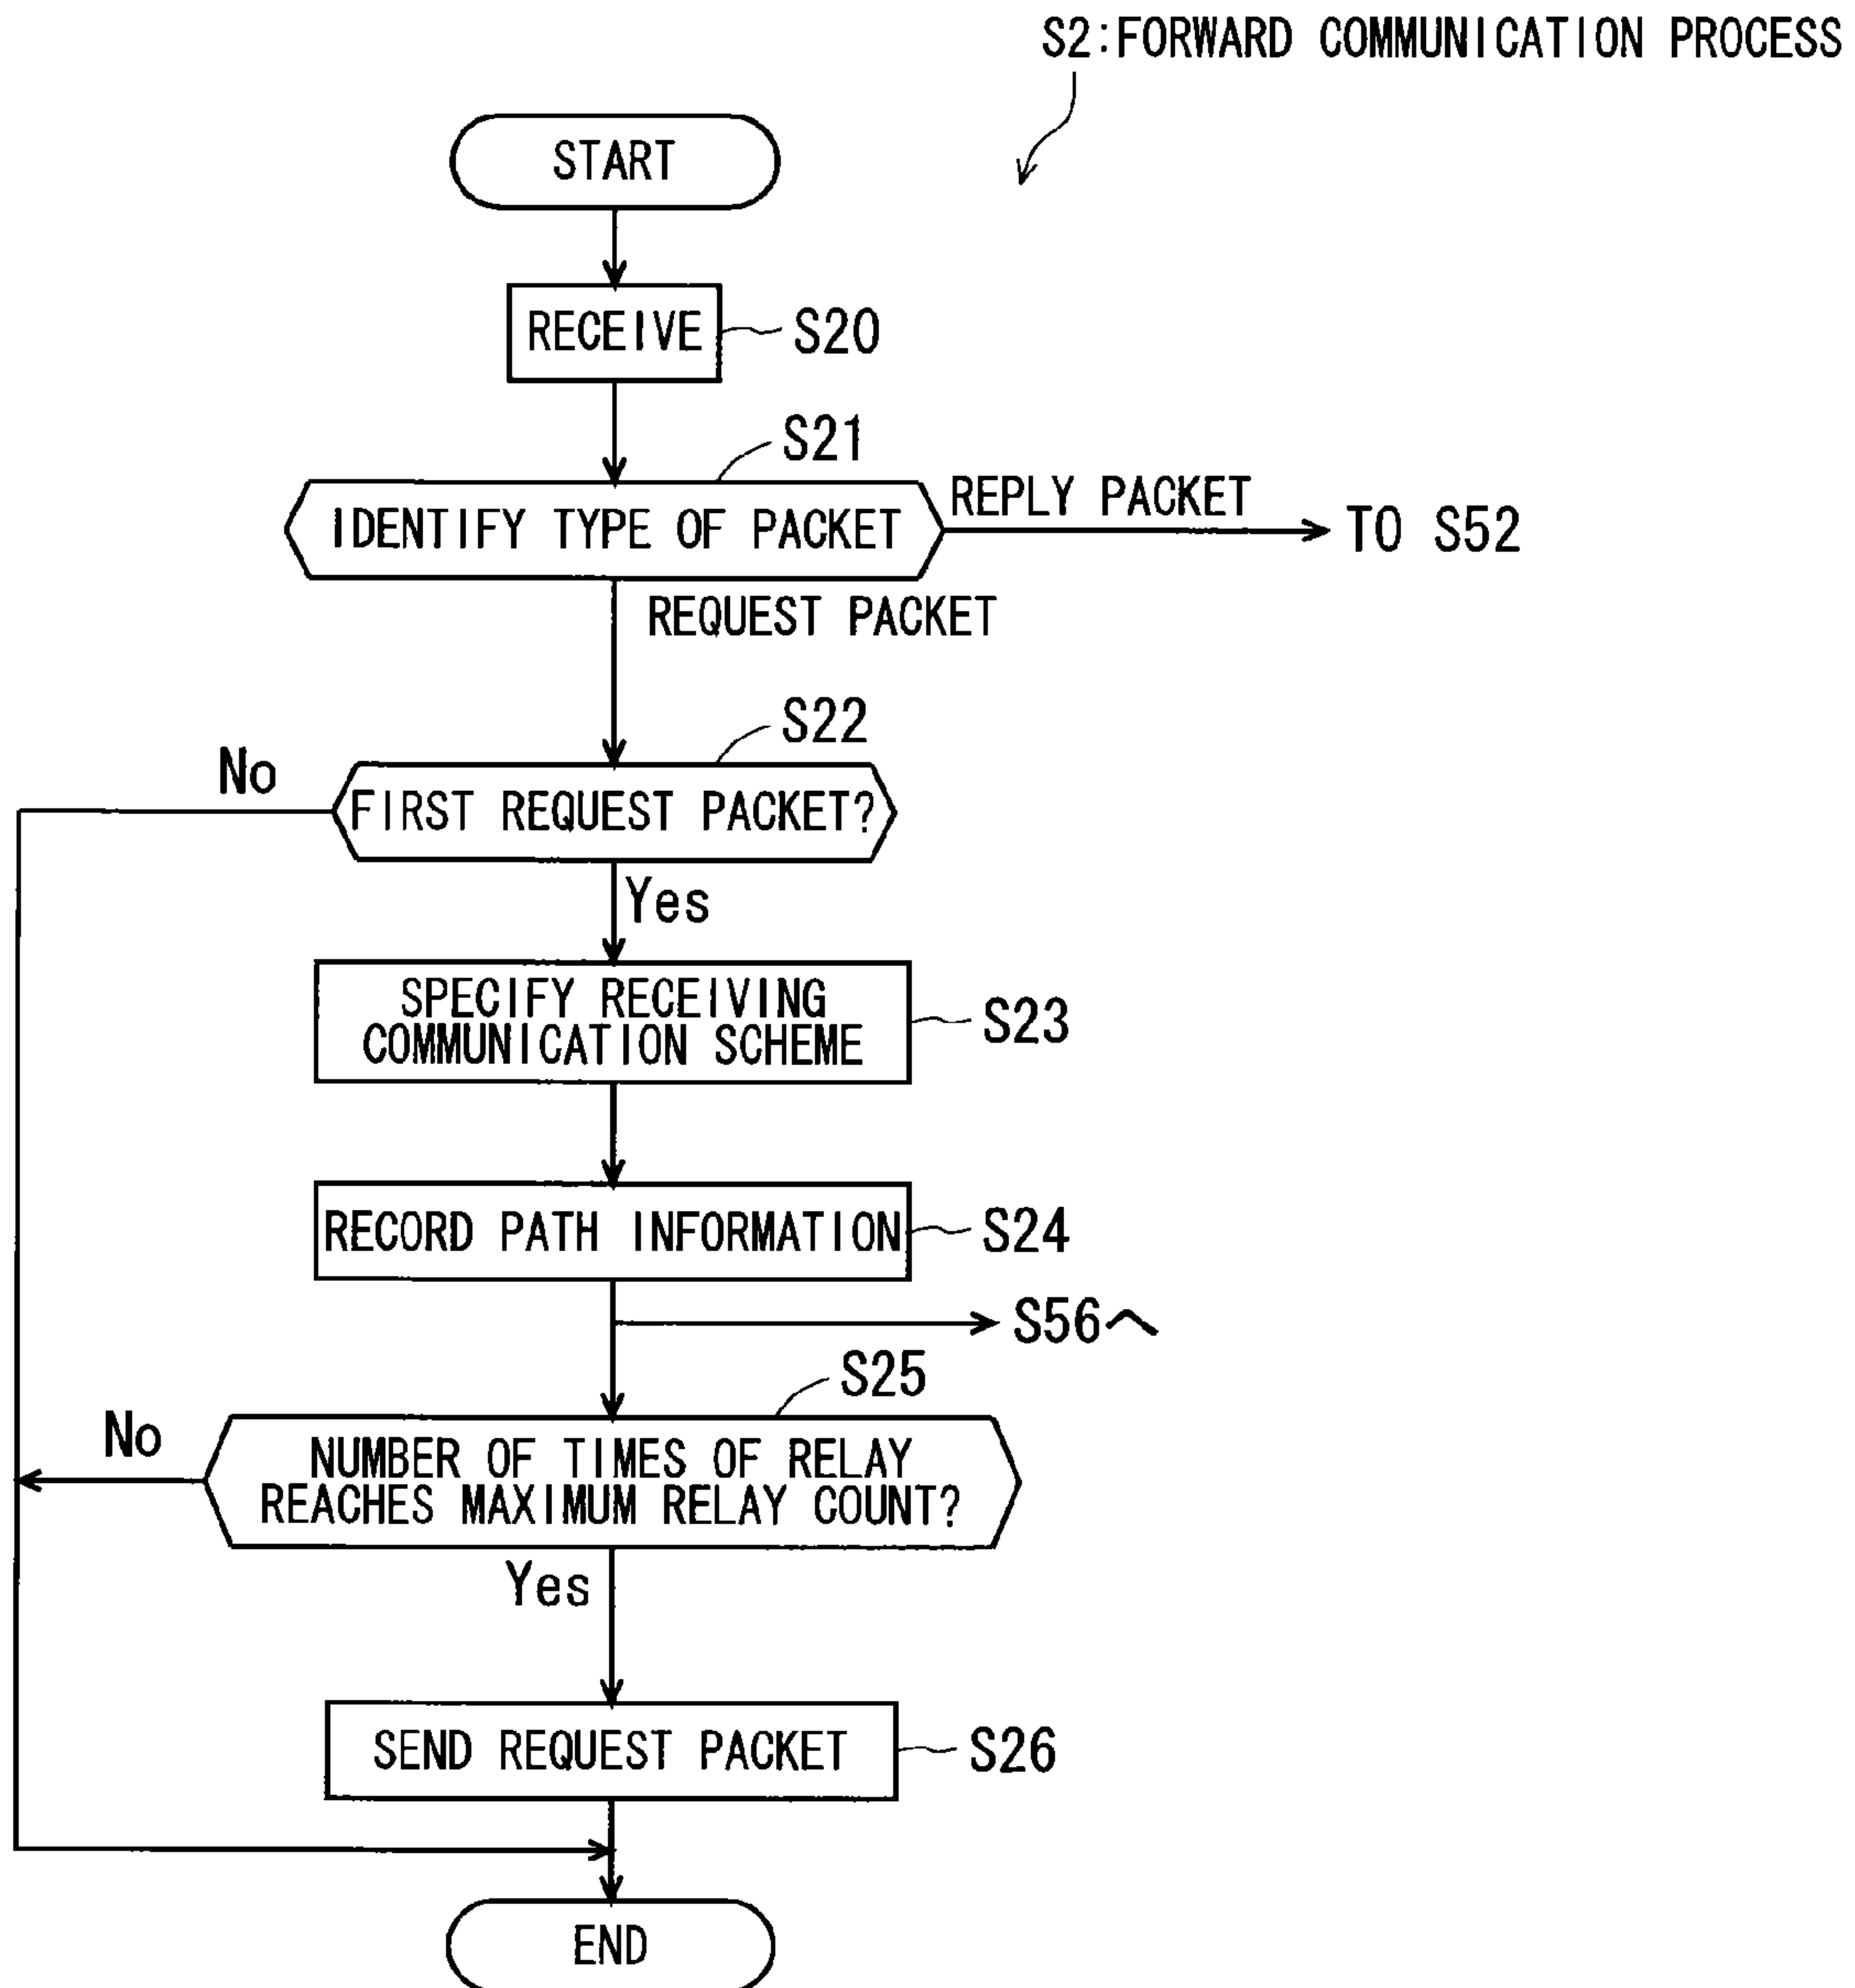 S2:FORWARD COMMUNICATION PROCESS
START
RECEIVE
S20
S21
IDENTIFY TYPE OF PACKET
REPLY PACKET
TO S52
REQUEST PACKET
S22
No
FIRST REQUEST PACKET?
Yes
SPECIFY RECEIVING
COMMUNICATION SCHEME
S23
RECORD PATH INFORMATION
S24
S56へ
S25
No
NUMBER OF TIMES OF RELAY
REACHES MAXIMUM RELAY COUNT?
Yes
SEND REQUEST PACKET
S26
END